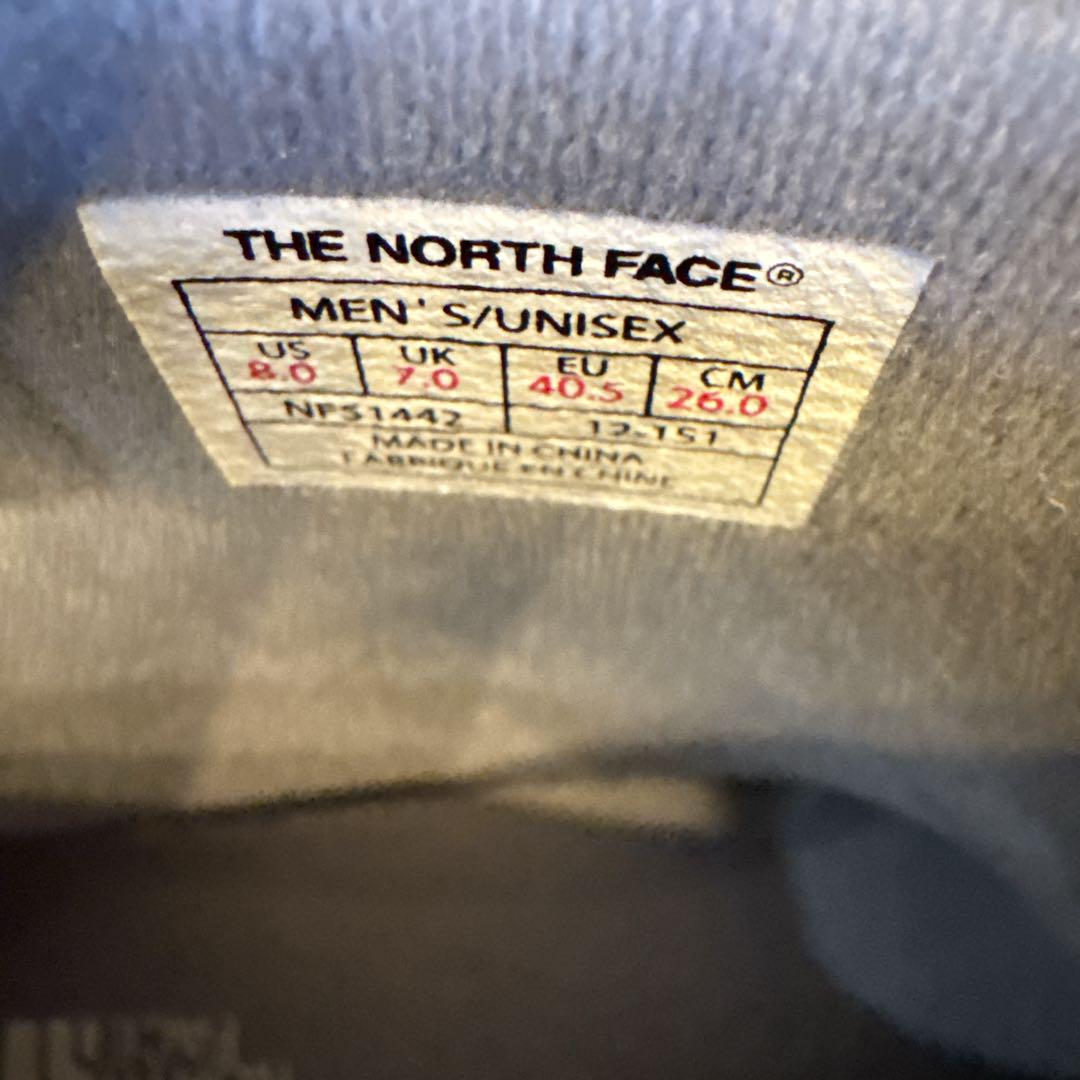 THE NORTH FACE®
MEN'S/UNISEX
US UK EU CM
8.0 7.0 40.5 26.0
NFS1442 12-151
MADE IN CHINA
FABRIQUE EN CHINE